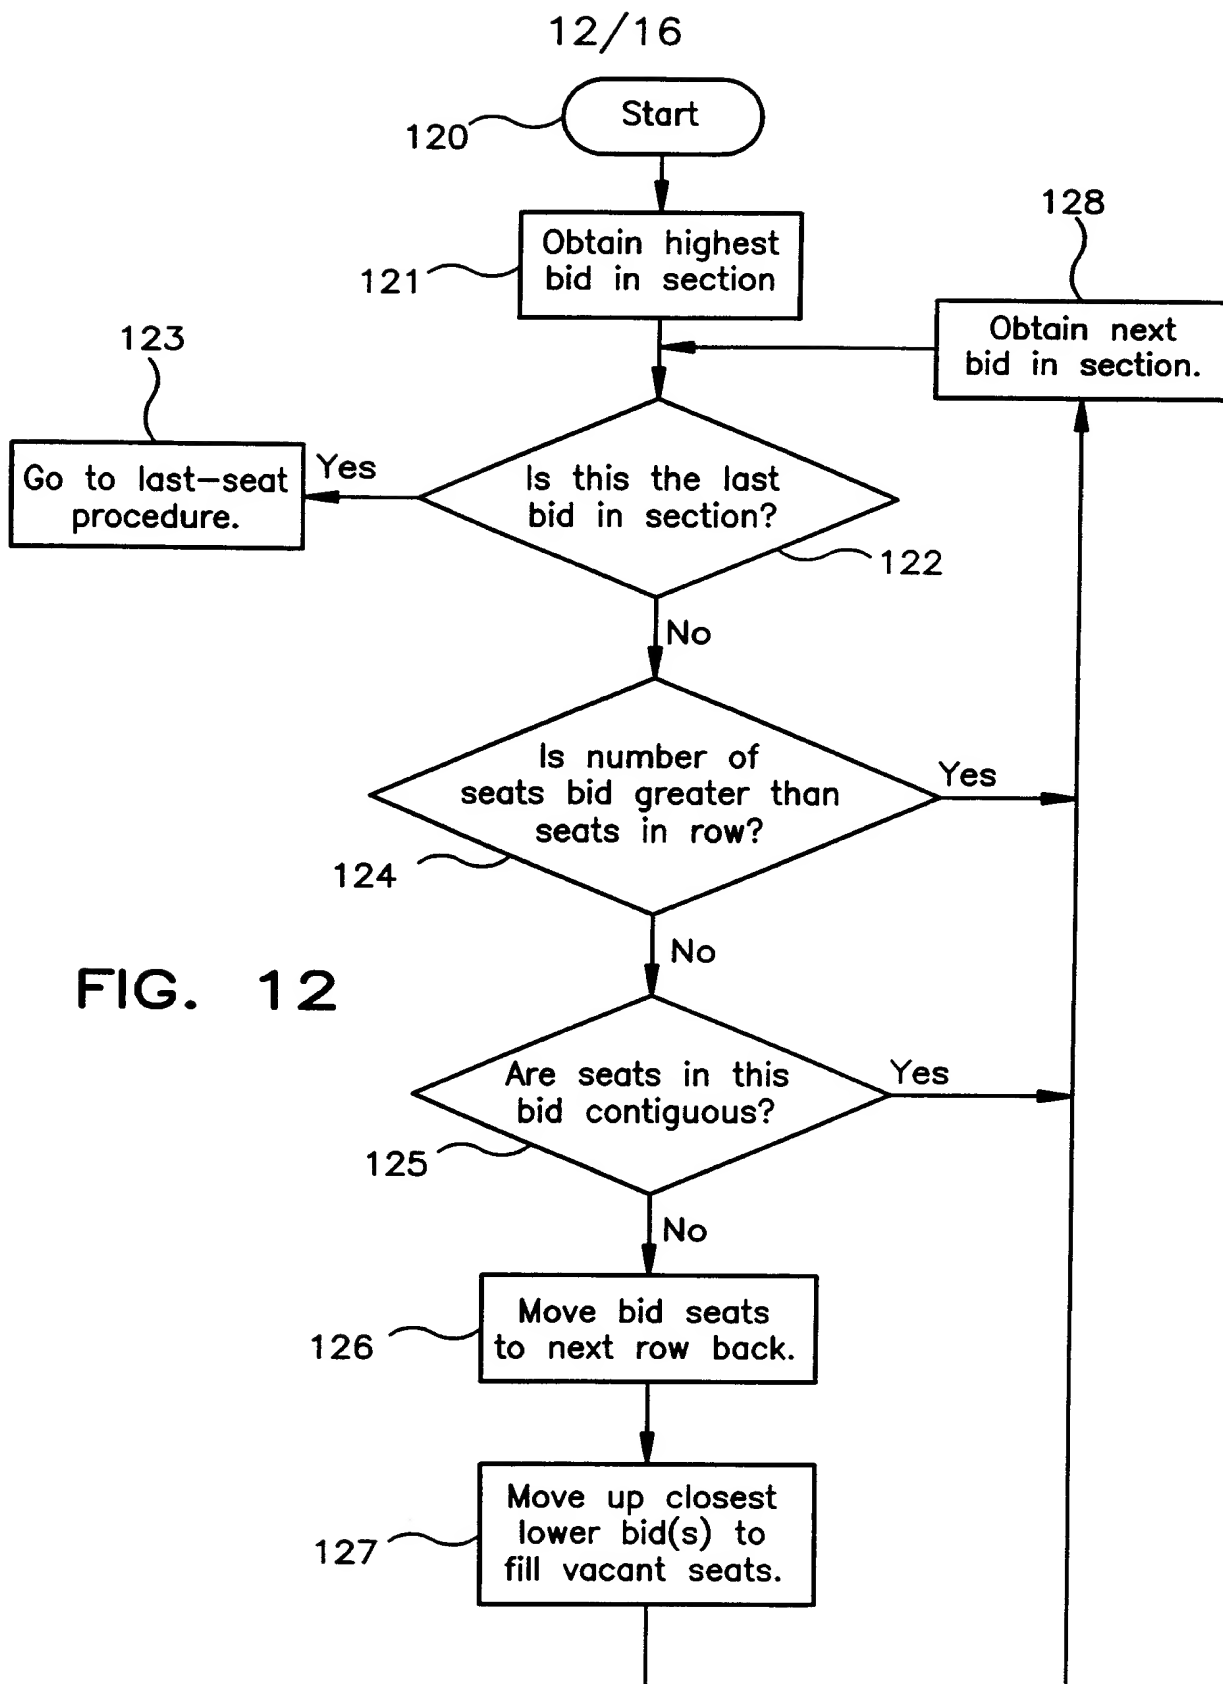 12/16
Start
120
Obtain highest
bid in section
121
128
Obtain next
bid in section.
123
Go to last-seat
procedure.
Yes
Is this the last
bid in section?
122
No
Is number of
seats bid greater than
seats in row?
Yes
124
No
FIG. 12
Are seats in this
bid contiguous?
Yes
125
No
Move bid seats
to next row back.
126
Move up closest
lower bid(s) to
fill vacant seats.
127